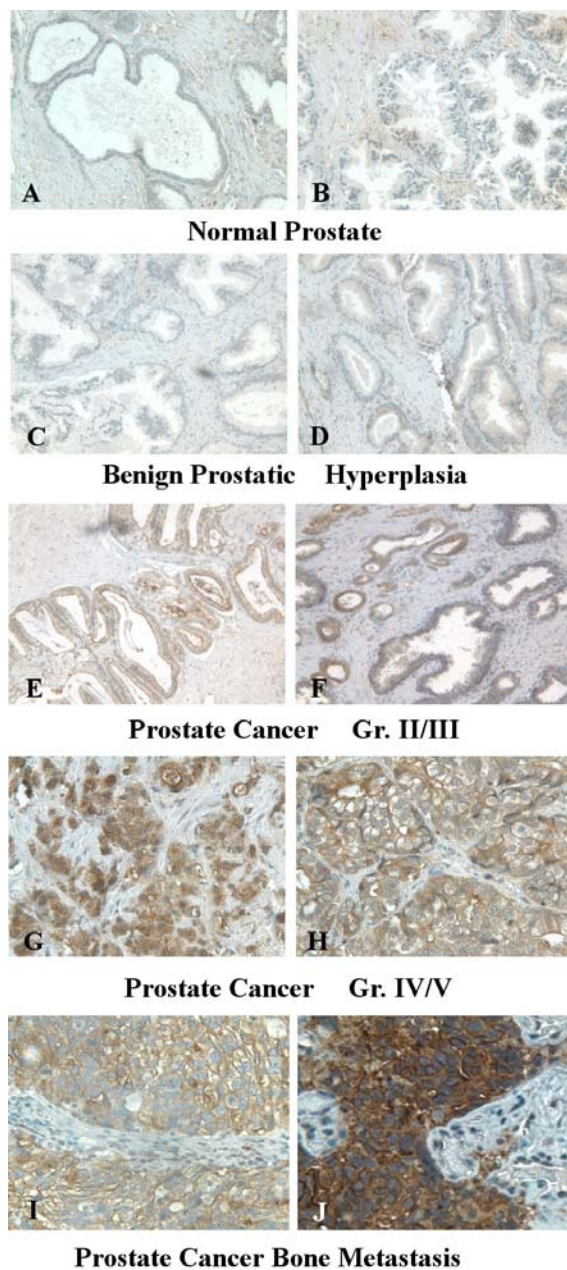 A B
Normal Prostate
C D
Benign Prostatic Hyperplasia
E F
Prostate Cancer Gr. II/III
G H
Prostate Cancer Gr. IV/V
I J
Prostate Cancer Bone Metastasis